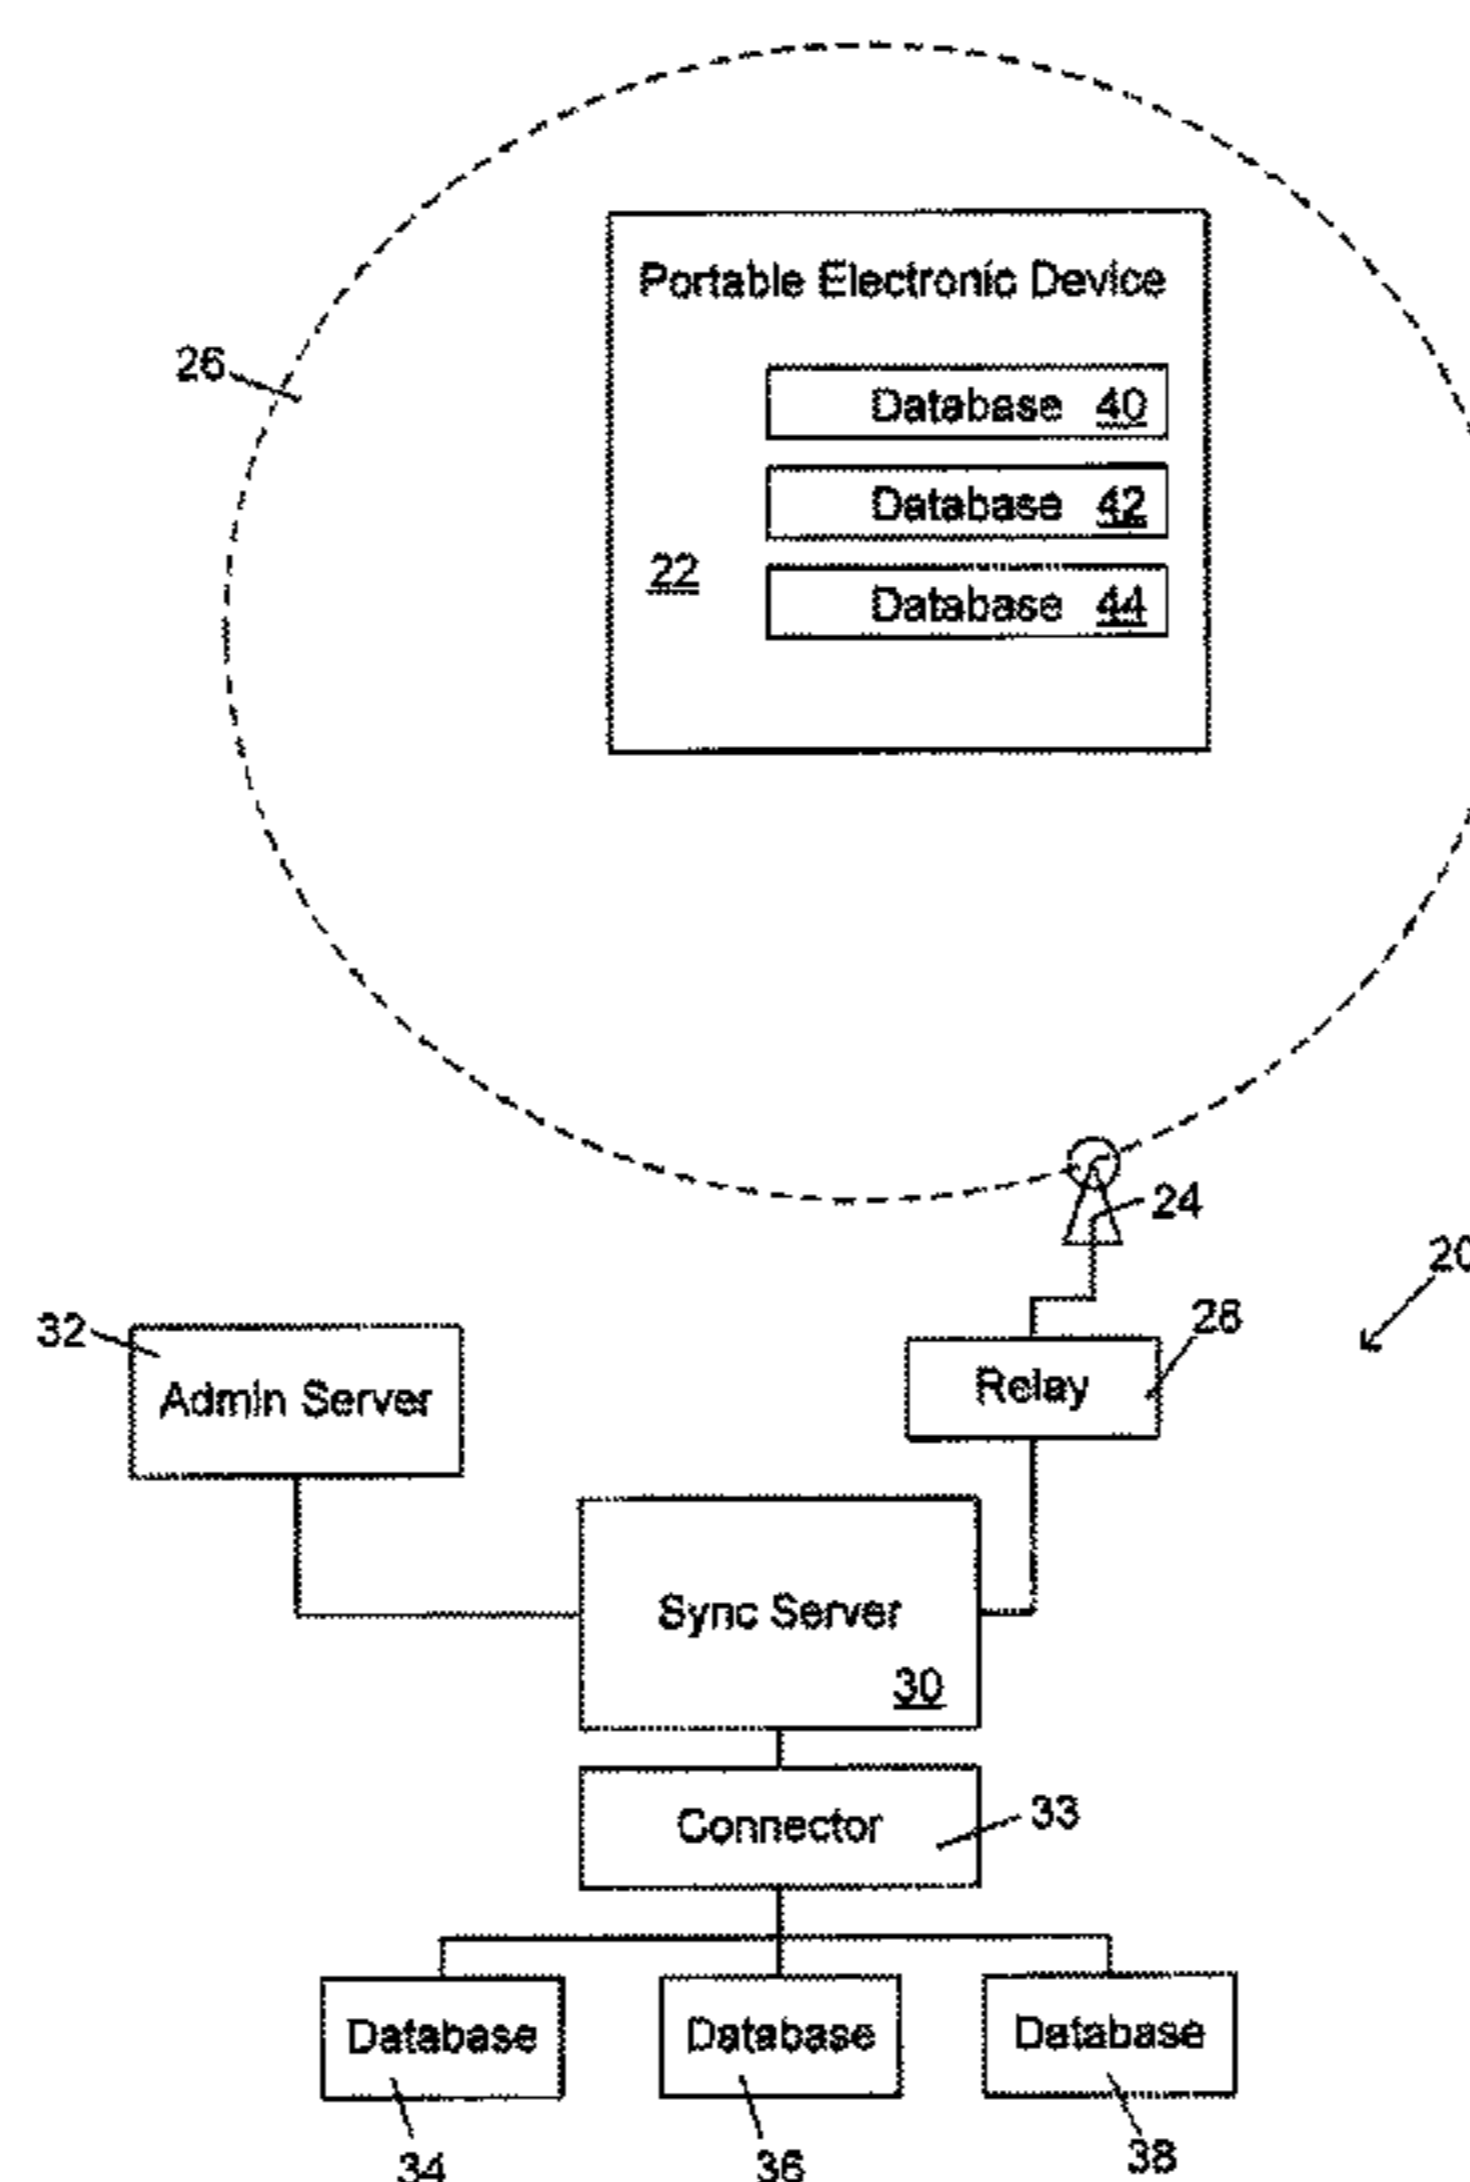 Portable Electronic Device
26
Database 40
Database 42
22
Database 44
24
20
32
28
Admin Server
Relay
Sync Server
30
Connector
33
Database
Database
Database
34
36
38